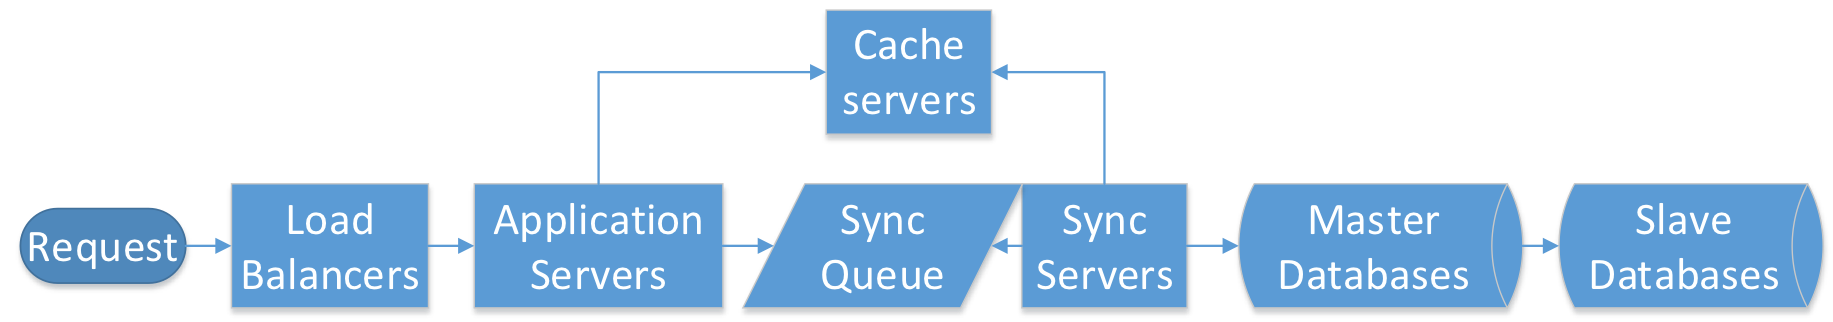 Cache
servers
Request
Load
Balancers
Application
Servers
Sync
Queue
Sync
Servers
Master
Databases
Slave
Databases